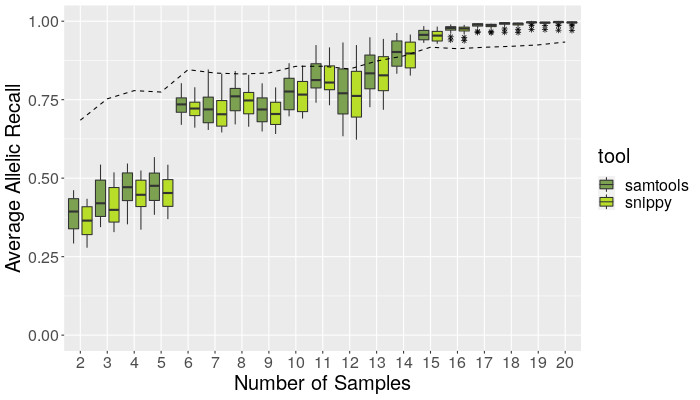 Average Allelic Recall
1.00
0.75
0.50
0.25
0.00
2 3 4 5 6 7 8 9 10 11 12 13 14 15 16 17 18 19 20
Number of Samples
tool
samtools
snippy